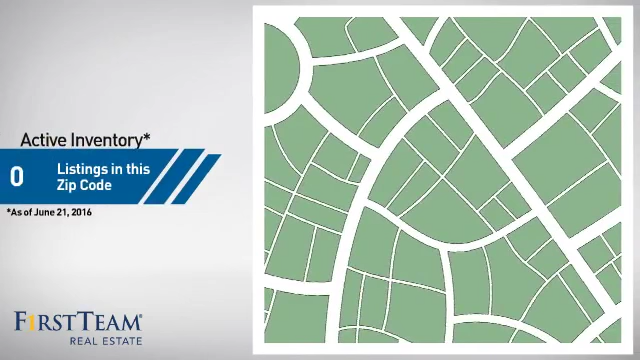 Active Inventory*
0
Listings in this
Zip Code
*As of June 21, 2016
FIRSTTEAM®
REAL ESTATE